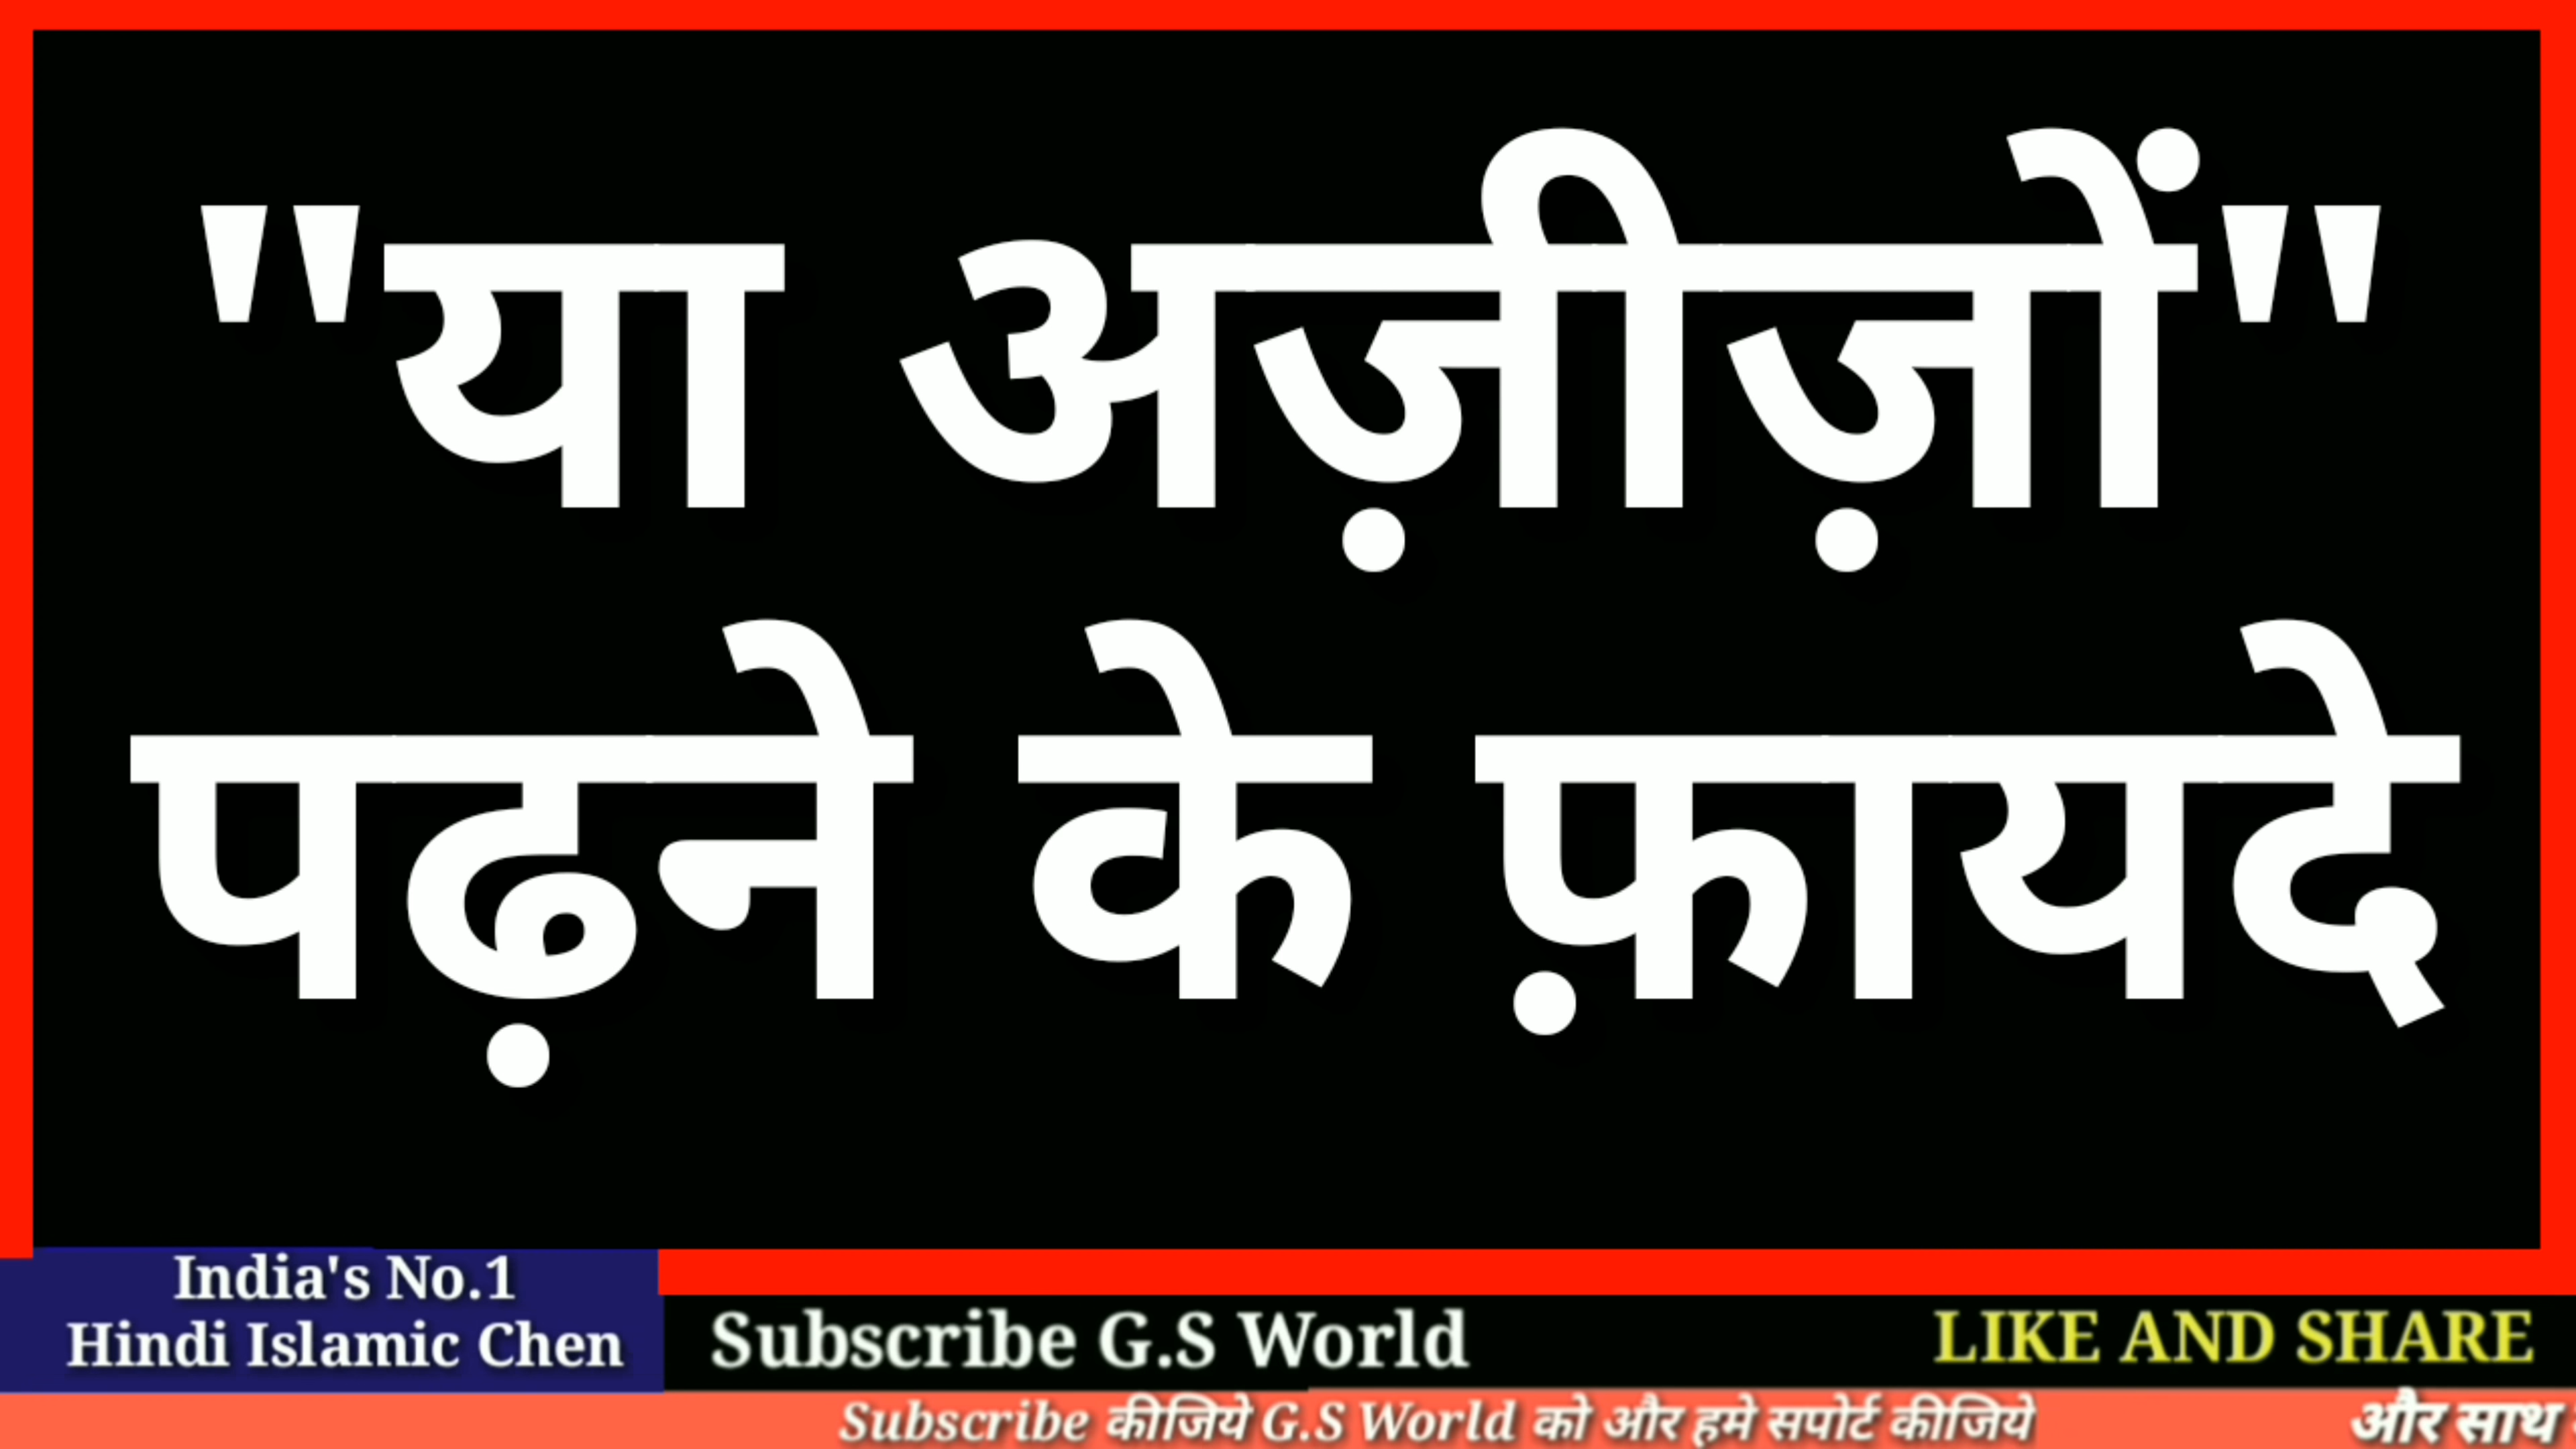 "या अज़ीज़ों"
पढ़ने के फ़ायदे
India's No.1
Hindi Islamic Chen
Subscribe G.S World
LIKE AND SHARE
Subscribe कीजिये G.S World को और हमे सपोर्ट कीजिये
और साथ